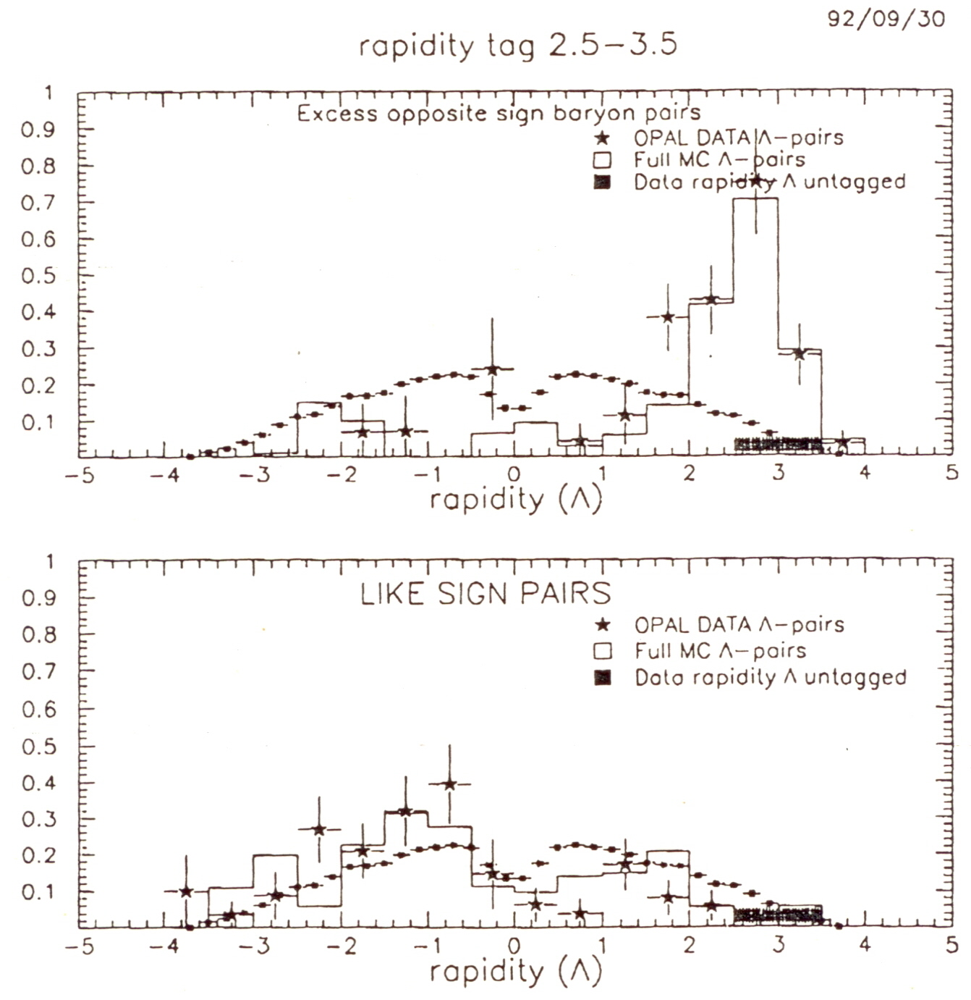 92/09/30
rapidity tag 2.5-3.5
1
Excess opposite sign baryon pairs
0.9
OPAL DATA Λ-pairs
0.8
Full MC Λ-pairs
Data rapidity Λ untagged
0.7
0.6
0.5
0.4
0.3
0.2
0.1
-5 -4 -3 -2 -1 0 1 2 3 4 5
rapidity (Λ)
1
LIKE SIGN PAIRS
0.9
OPAL DATA Λ-pairs
0.8
Full MC Λ-pairs
0.7
Data rapidity Λ untagged
0.6
0.5
0.4
0.3
0.2
0.1
-5 -4 -3 -2 -1 0 1 2 3 4 5
rapidity (Λ)